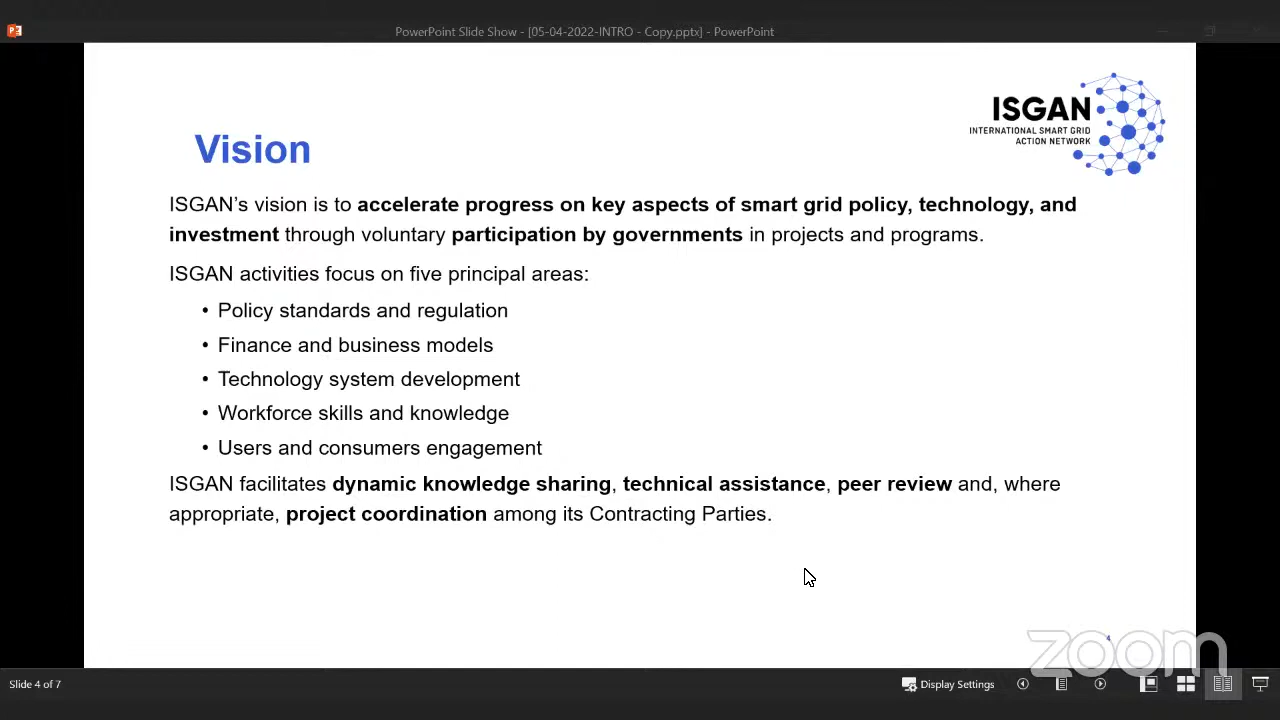 PowerPoint Slide Show - [05-04-2022-INTRO - Copy.pptx] - PowerPoint
ISGAN
INTERNATIONAL SMART GRID
ACTION NETWORK
Vision
ISGAN’s vision is to accelerate progress on key aspects of smart grid policy, technology, and
investment through voluntary participation by governments in projects and programs.
ISGAN activities focus on five principal areas:
• Policy standards and regulation
• Finance and business models
• Technology system development
• Workforce skills and knowledge
• Users and consumers engagement
ISGAN facilitates dynamic knowledge sharing, technical assistance, peer review and, where
appropriate, project coordination among its Contracting Parties.
4
zoom
Slide 4 of 7
Display Settings